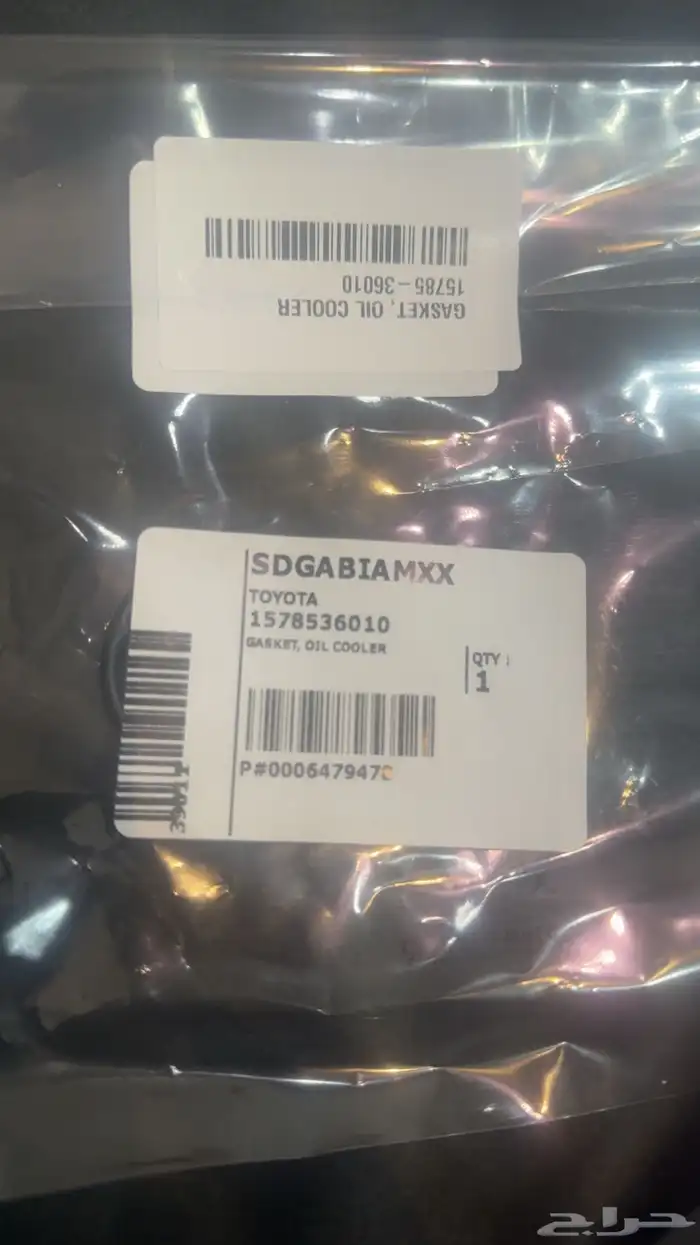 GASKET, OIL COOLER
15785-36010
SDGABIAMXX
TOYOTA
1578536010
GASKET, OIL COOLER
QTY :
1
حراج